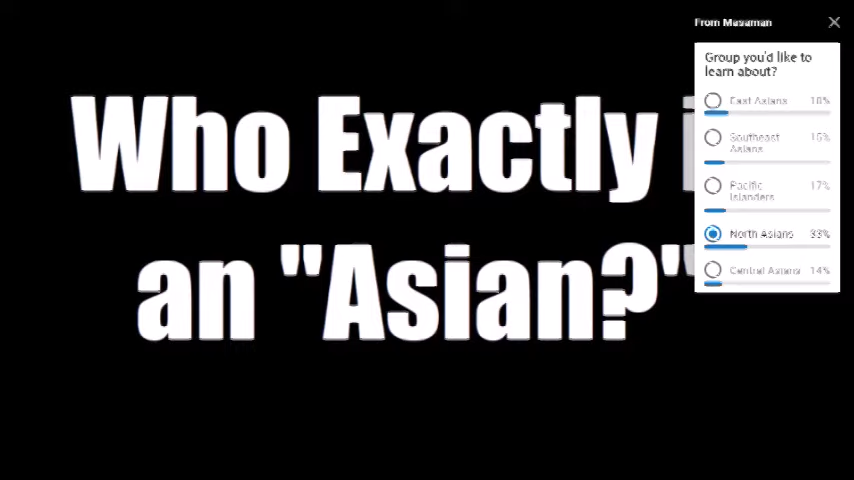 From Masaman
Group you'd like to
learn about?
East Asians 18%
Southeast
Asians 15%
Pacific
Islanders 17%
North Asians 33%
Central Asians 14%
Who Exactly i
an "Asian?"